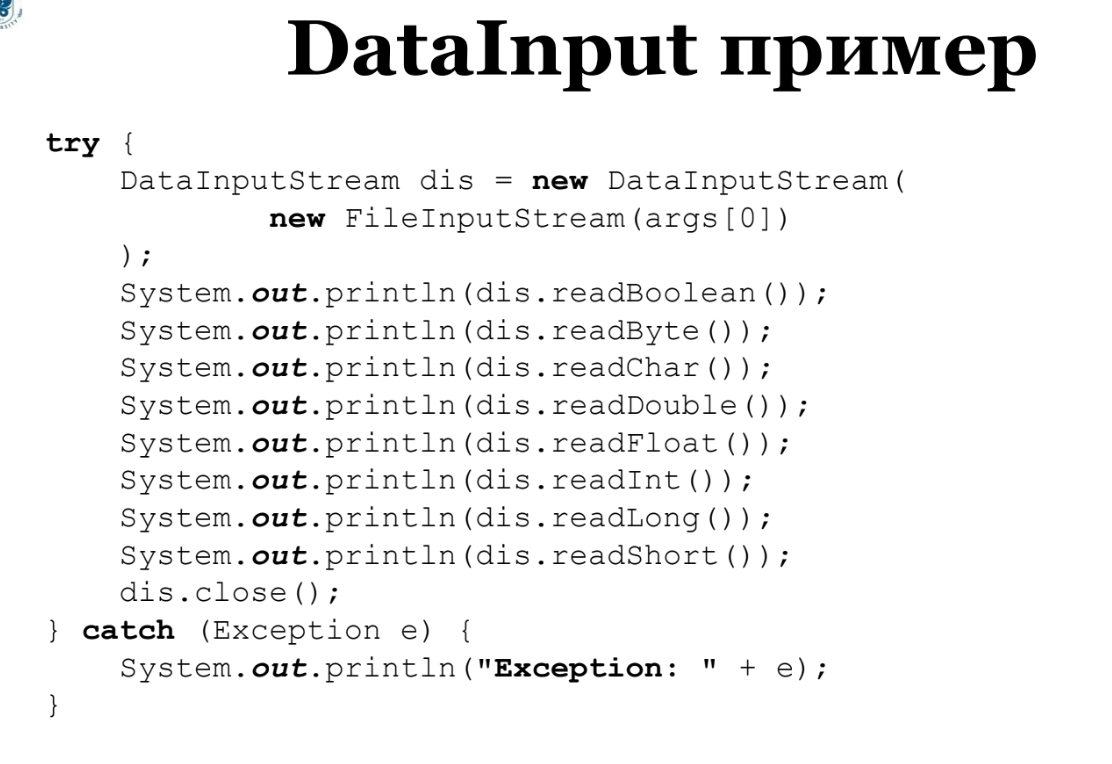 DataInput пример
try {
    DataInputStream dis = new DataInputStream(
            new FileInputStream(args[0])
    );
    System.out.println(dis.readBoolean());
    System.out.println(dis.readByte());
    System.out.println(dis.readChar());
    System.out.println(dis.readDouble());
    System.out.println(dis.readFloat());
    System.out.println(dis.readInt());
    System.out.println(dis.readLong());
    System.out.println(dis.readShort());
    dis.close();
} catch (Exception e) {
    System.out.println("Exception: " + e);
}